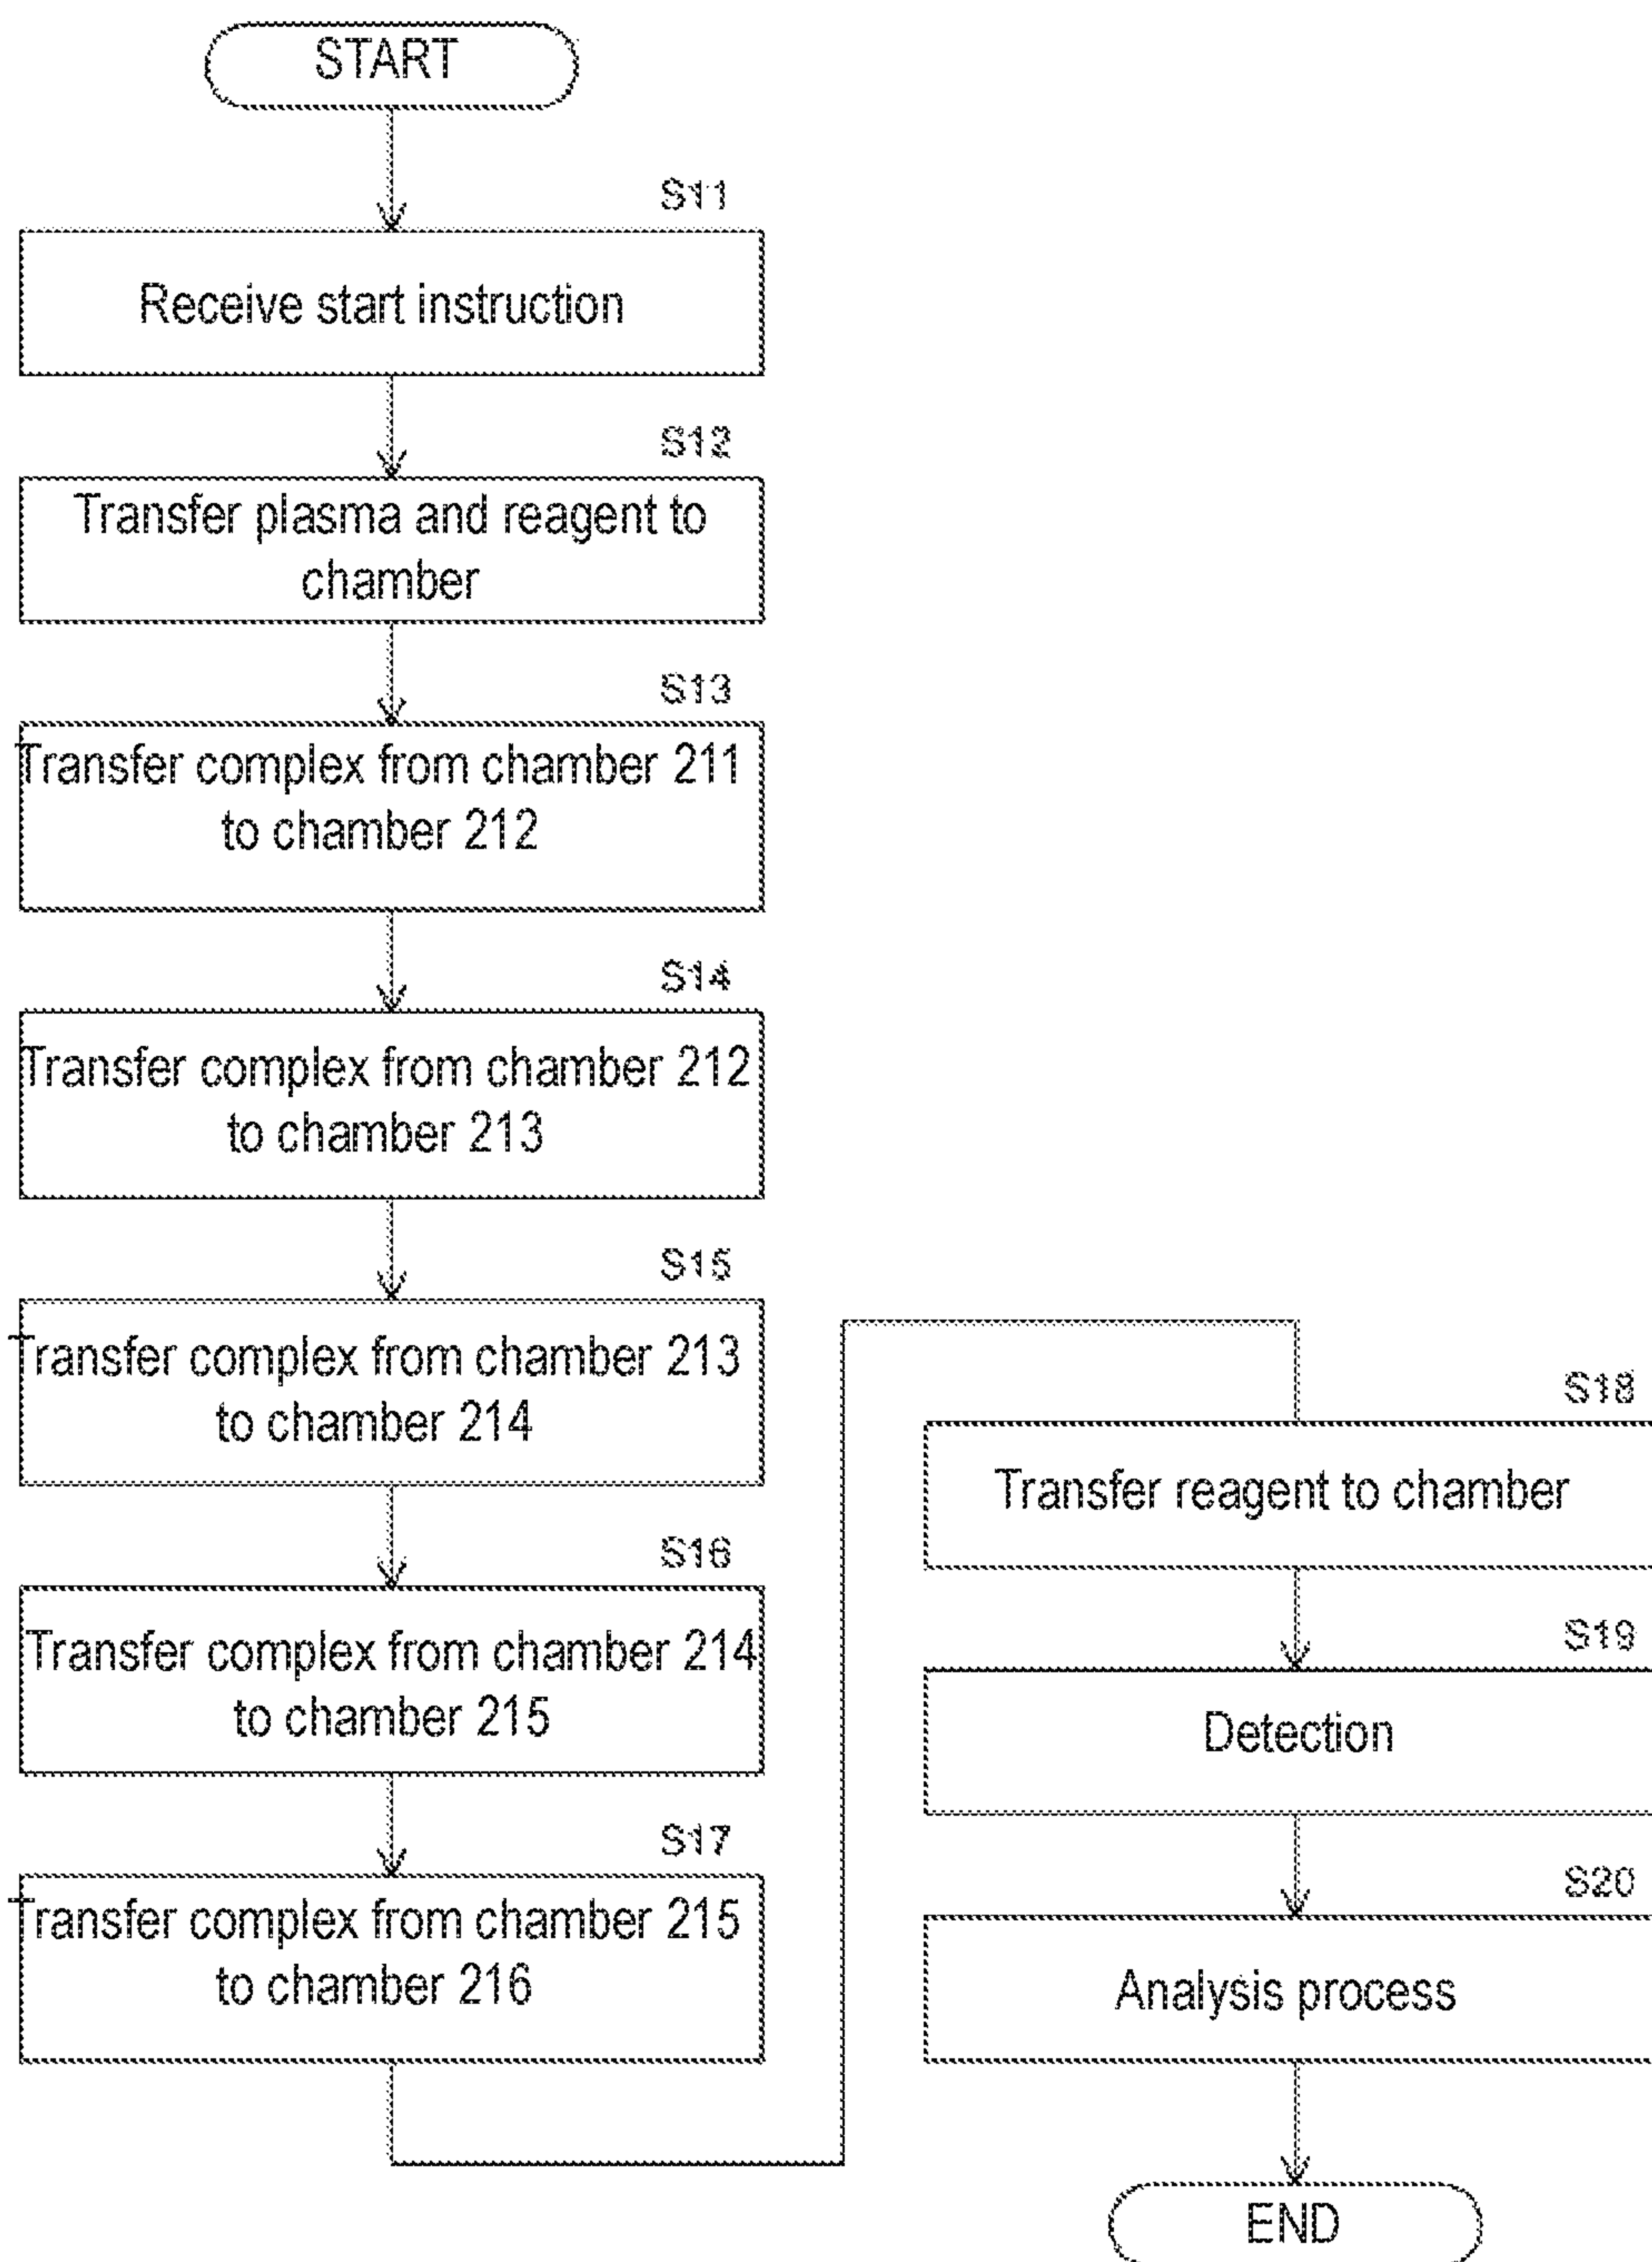 START
S11
Receive start instruction
S12
Transfer plasma and reagent to
chamber
S13
Transfer complex from chamber 211
to chamber 212
S14
Transfer complex from chamber 212
to chamber 213
S15
Transfer complex from chamber 213
to chamber 214
S16
Transfer complex from chamber 214
to chamber 215
S17
Transfer complex from chamber 215
to chamber 216
S18
Transfer reagent to chamber
S19
Detection
S20
Analysis process
END